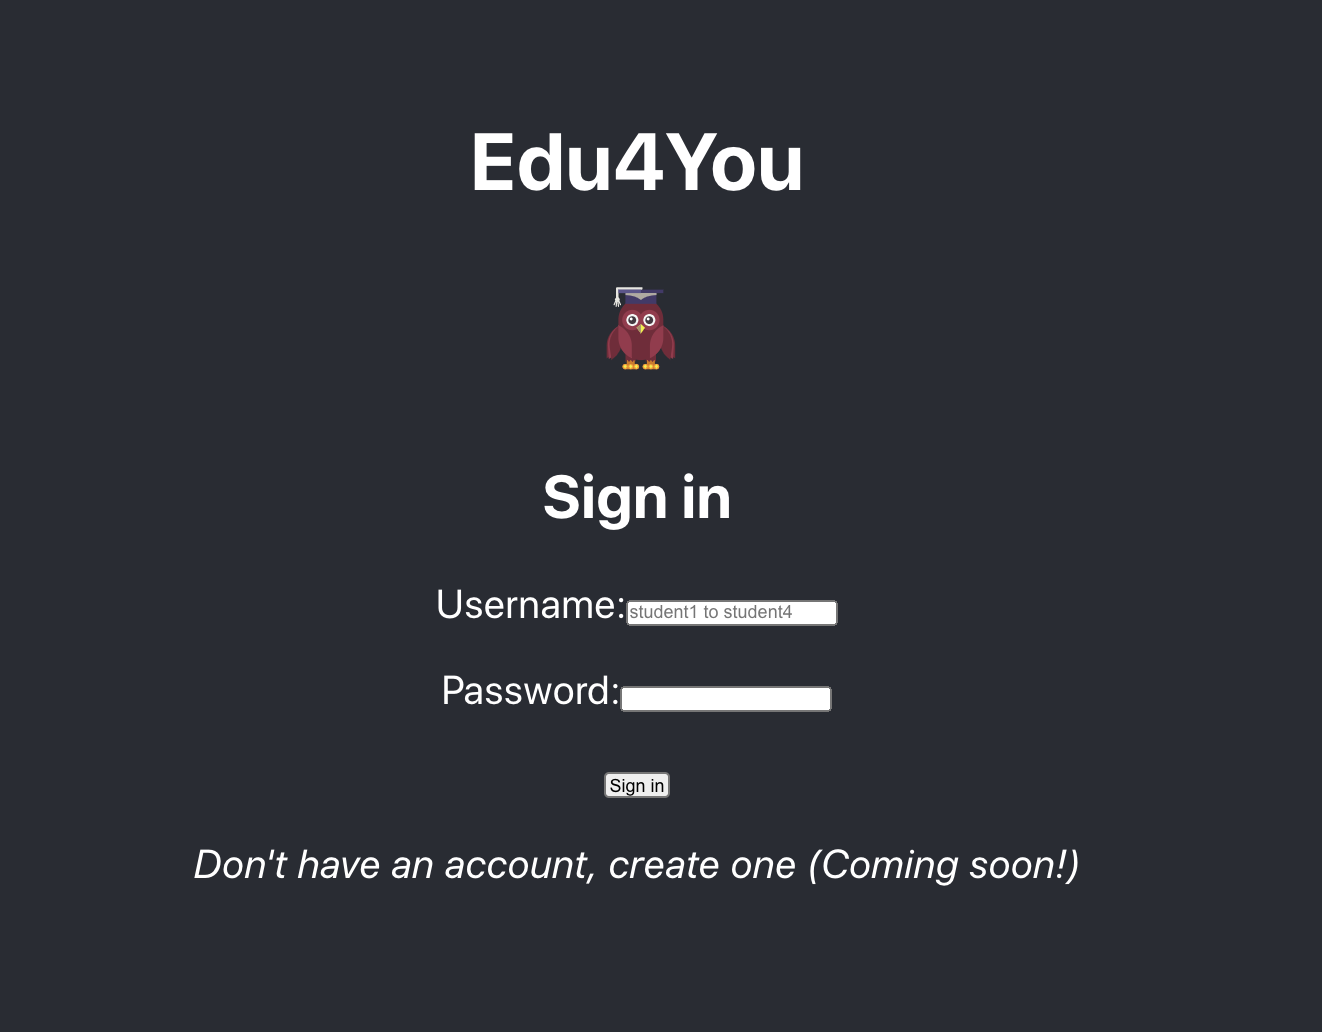 Edu4You
Sign in
Username: student1 to student4
Password:
Sign in
Don't have an account, create one (Coming soon!)